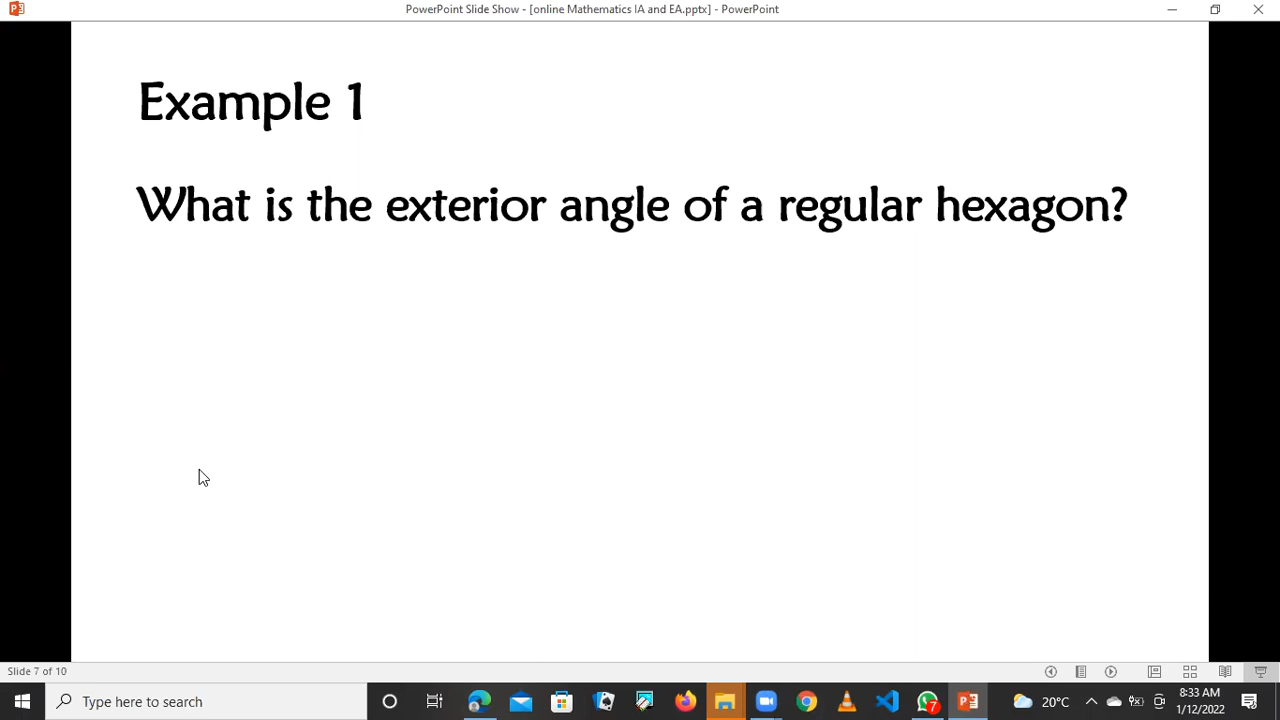 PowerPoint Slide Show - [online Mathematics IA and EA.pptx] - PowerPoint
Example 1
What is the exterior angle of a regular hexagon?
Slide 7 of 10
Type here to search
7
20°C
8:33 AM
1/12/2022